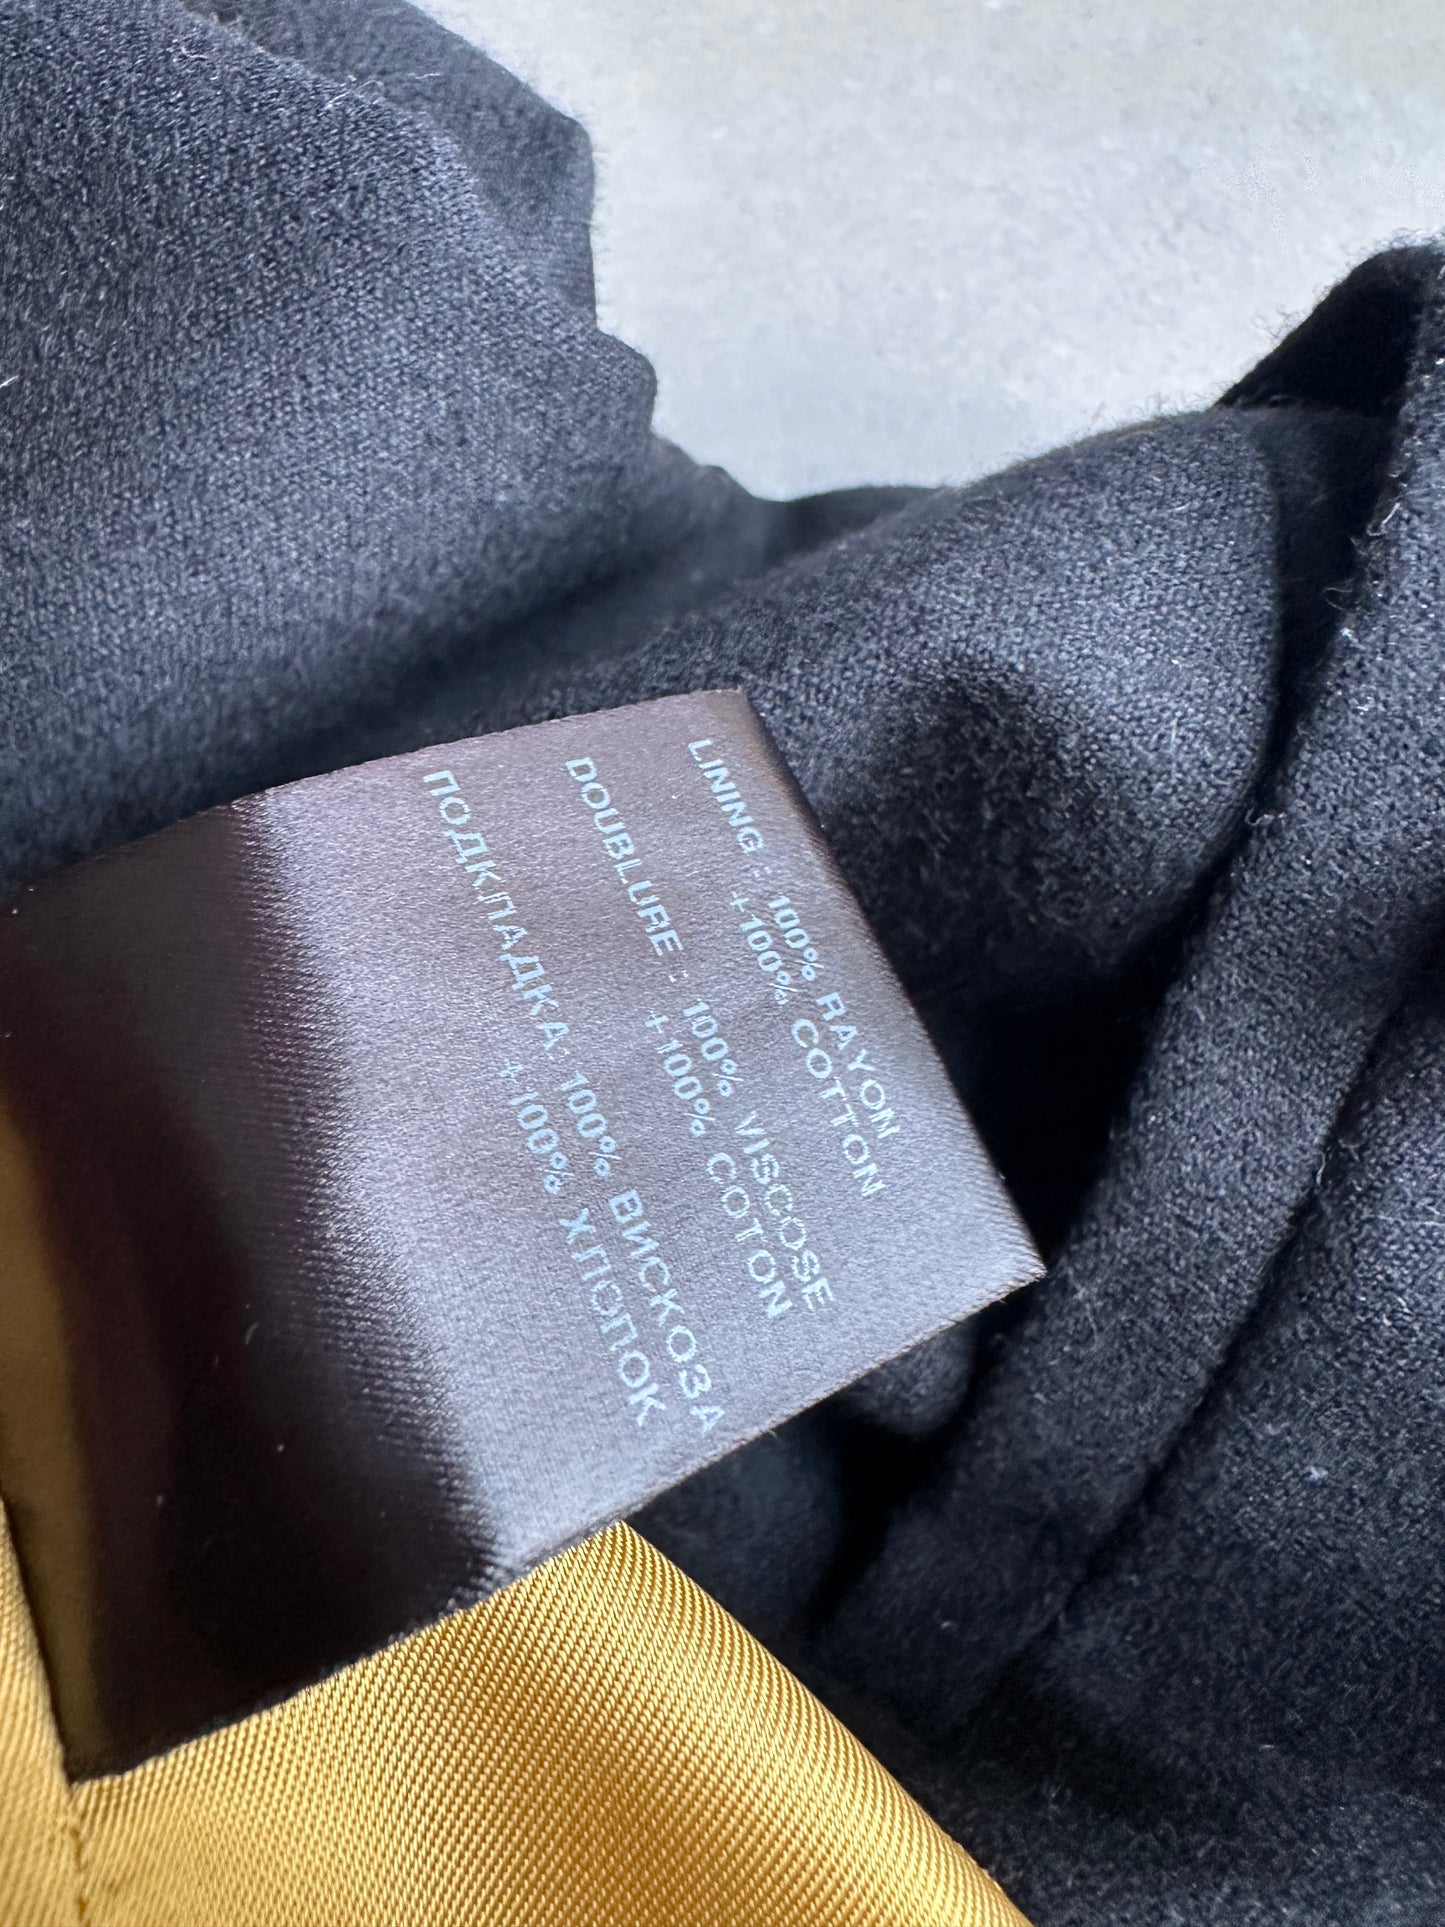 LINING : 100% RAYON
+100% COTTON
DOUBLURE : 100% VISCOSE
+100% COTON
ПОДКЛАДКА: 100% ВИСКОЗА
+100% ХЛОПОК